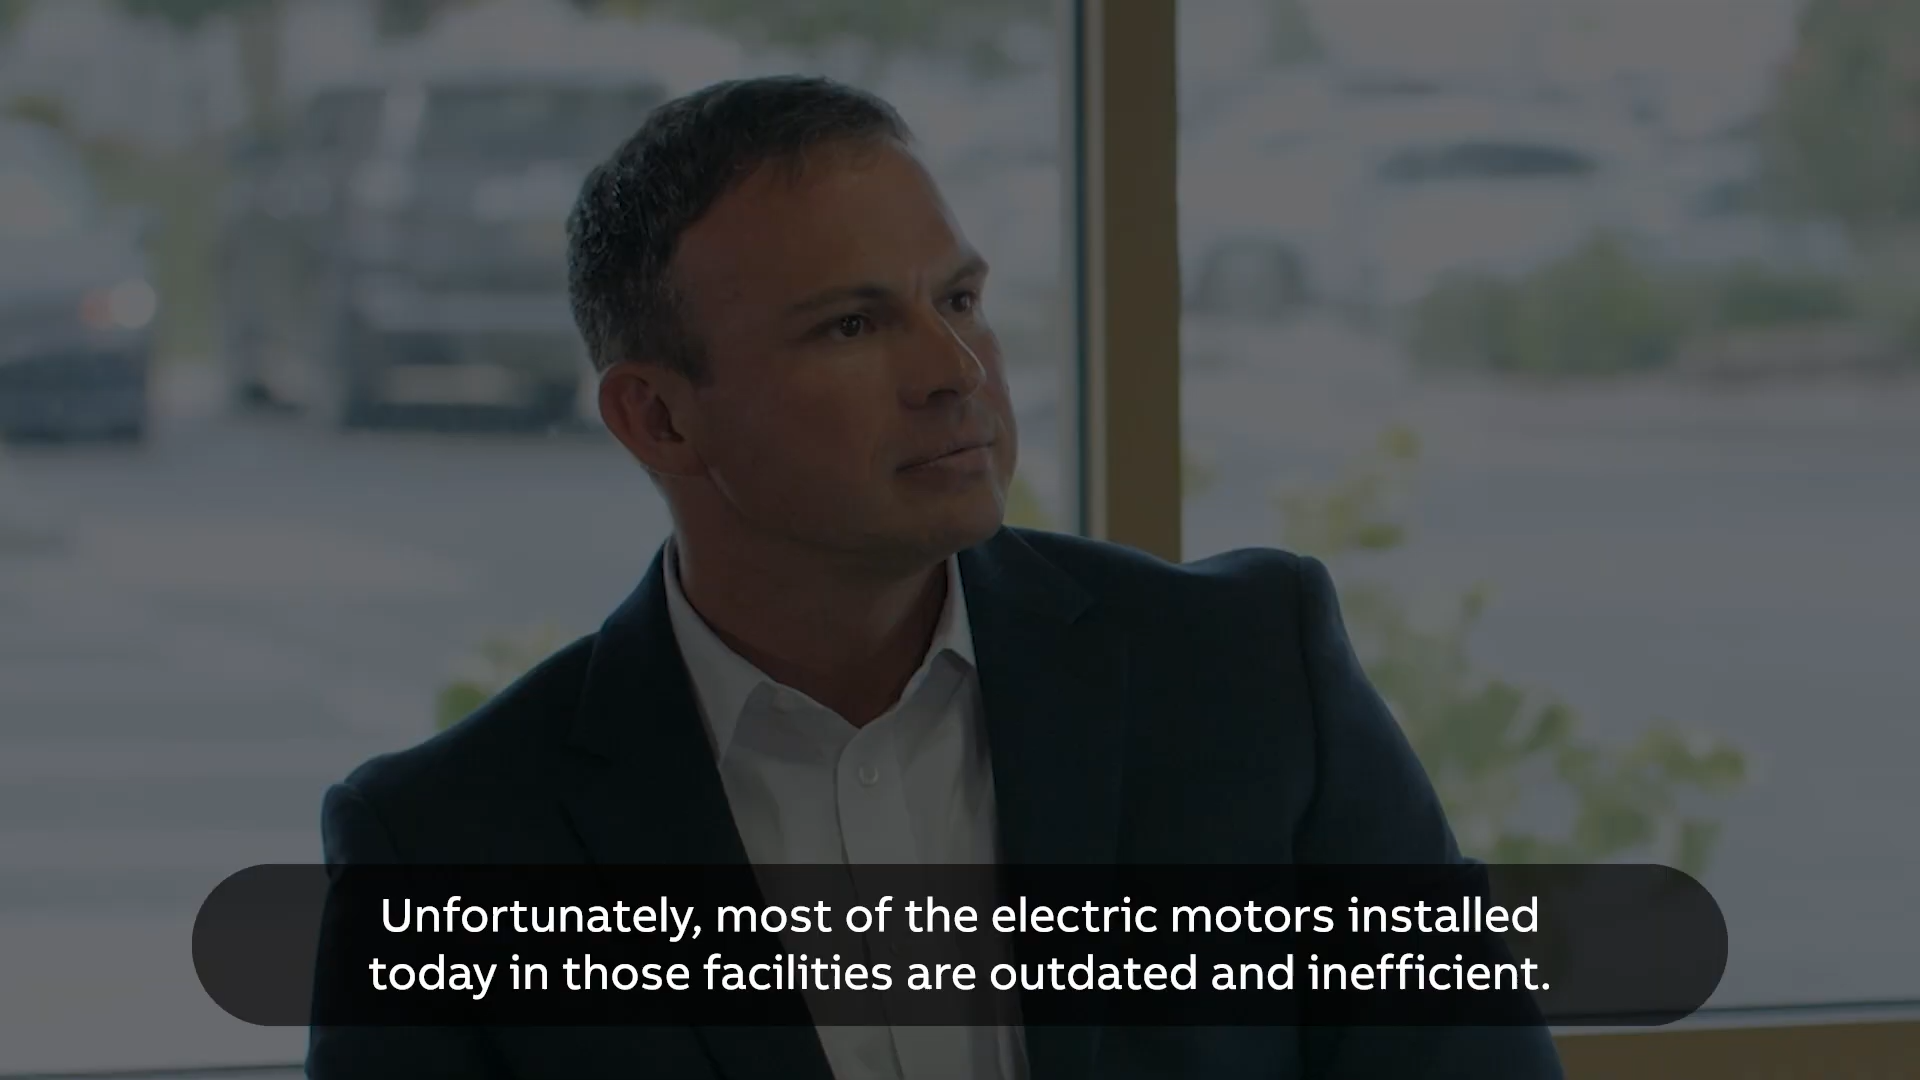 Unfortunately, most of the electric motors installed
today in those facilities are outdated and inefficient.